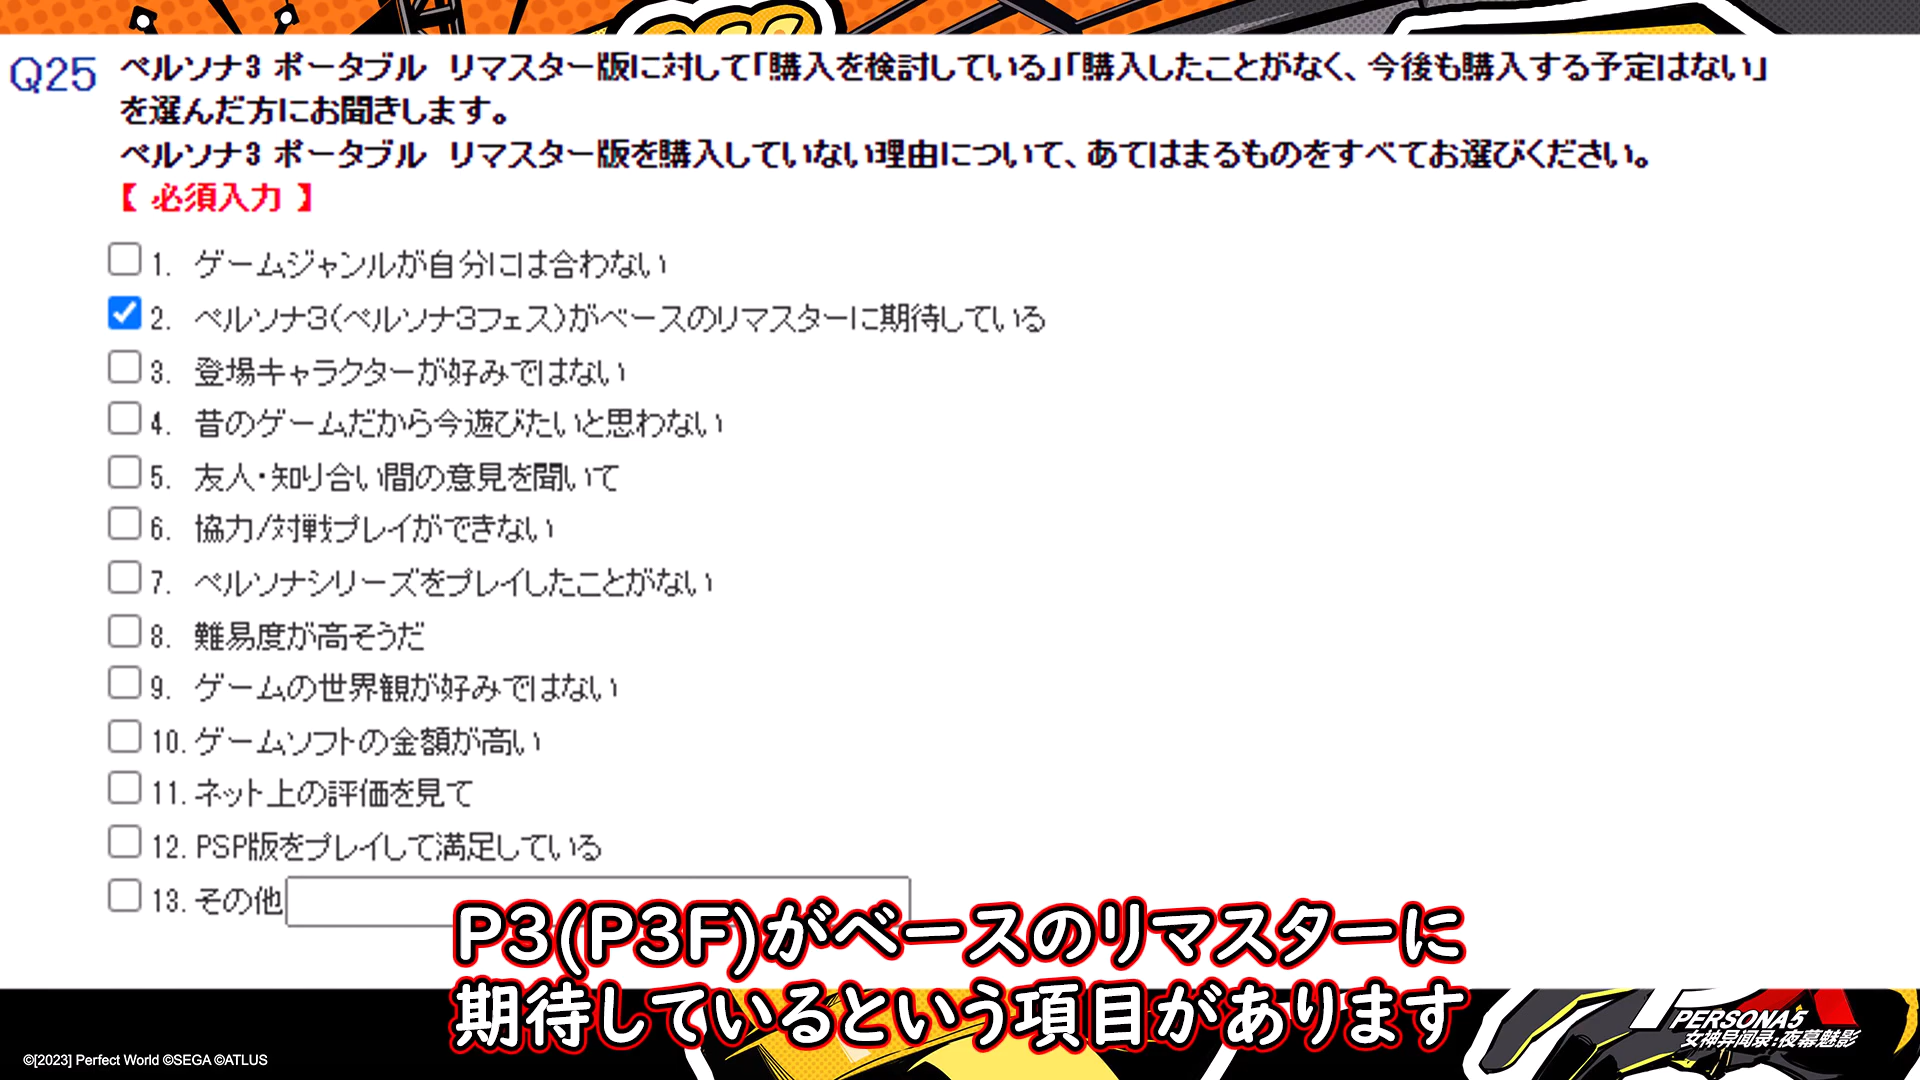 Q25 ペルソナ3 ポータブル リマスター版に対して「購入を検討している」「購入したことがなく、今後も購入する予定はない」
を選んだ方にお聞きします。
ペルソナ3 ポータブル リマスター版を購入していない理由について、あてはまるものをすべてお選びください。
【 必須入力 】
1. ゲームジャンルが自分には合わない
2. ペルソナ3(ペルソナ3フェス)がベースのリマスターに期待している
3. 登場キャラクターが好みではない
4. 昔のゲームだから今遊びたいと思わない
5. 友人・知り合い間の意見を聞いて
6. 協力/対戦プレイができない
7. ペルソナシリーズをプレイしたことがない
8. 難易度が高そうだ
9. ゲームの世界観が好みではない
10. ゲームソフトの金額が高い
11. ネット上の評価を見て
12. PSP版をプレイして満足している
13. その他
P3(P3F)がベースのリマスターに
期待しているという項目があります
PERSONA5
女神异闻录:夜幕魅影
©[2023] Perfect World ©SEGA ©ATLUS